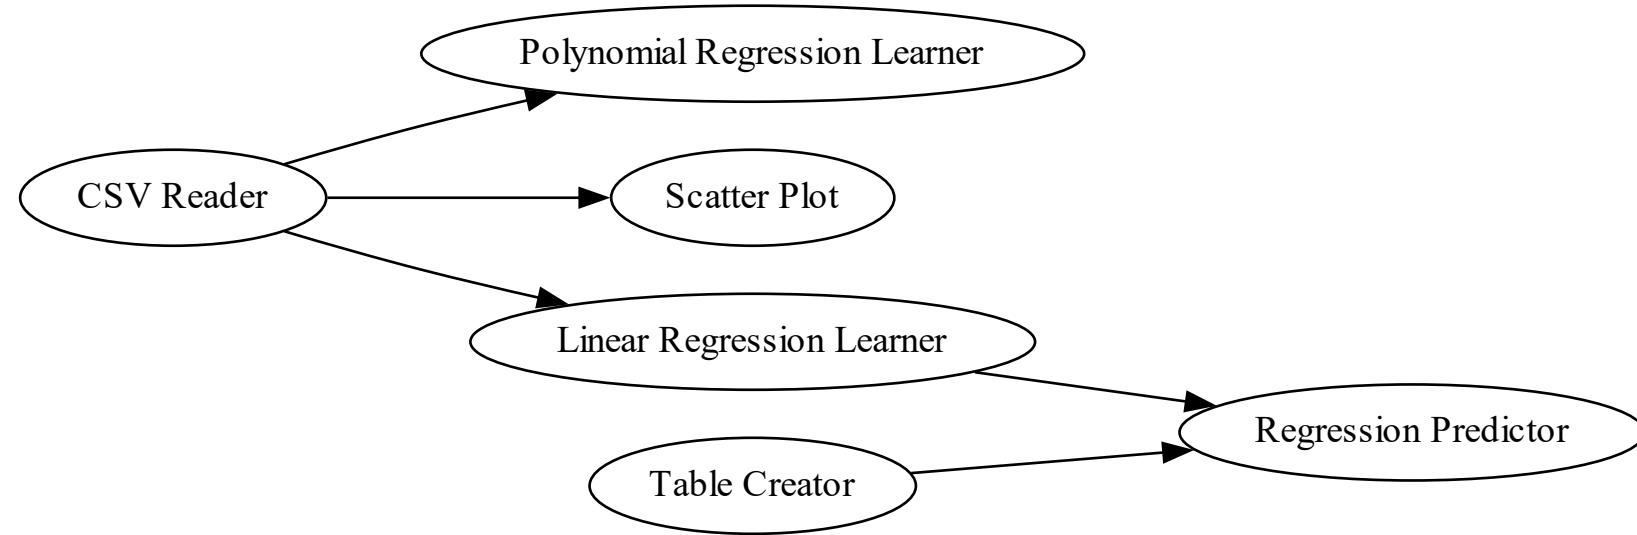 Polynomial Regression Learner
CSV Reader
Scatter Plot
Linear Regression Learner
Regression Predictor
Table Creator